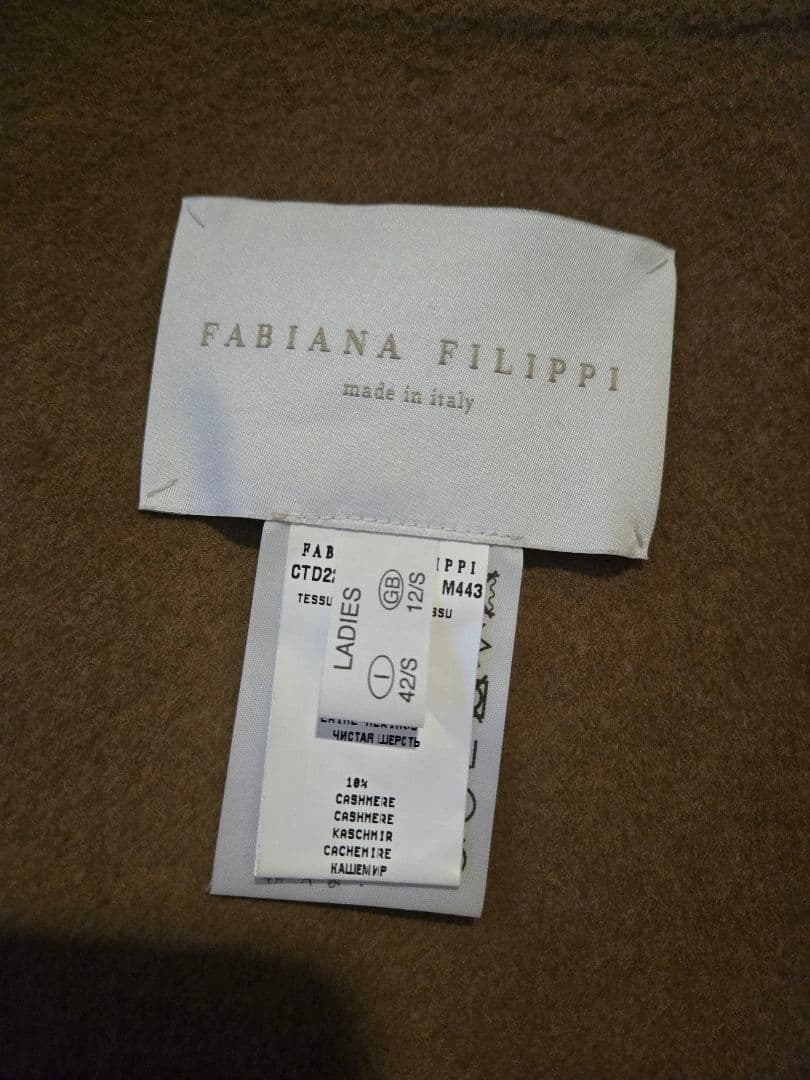 FABIANA FILIPPI
made in italy
FAB IPPI
CTD22 M443
TESSU SSU
LADIES
GB 12/S
I 42/S
ЧИСТАЯ ШЕРСТЬ
10%
CASHMERE
CASHMERE
KASCHMIR
CACHEMIRE
КАШЕМИР